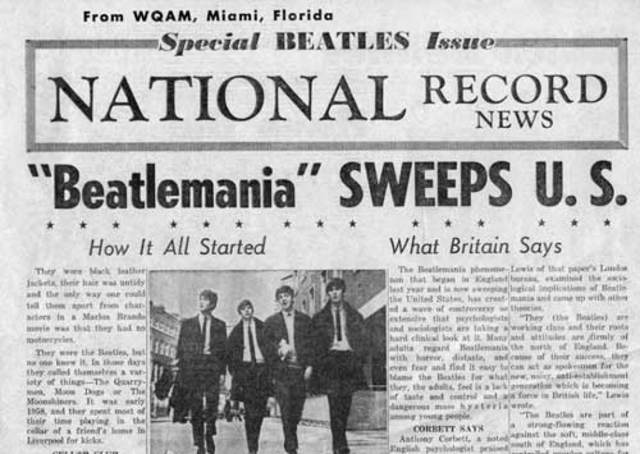 From WQAM, Miami, Florida
Special BEATLES Issue
NATIONAL RECORD
NEWS
"Beatlemania" SWEEPS U. S.
How It All Started
What Britain Says
They wore black leather
jackets, their hair was untidy
and the only way one could
tell them apart from char-
acters in a Marlon Brando
movie was that they had no
motorcycles.
They were the Beatles, but
no one knew it. In those days
they called themselves a var-
iety of things—The Quarry-
men, Moon Dogs or The
Moonshiners. It was early
1958, and they spent most of
their time playing in the
cellar of a friend's home in
Liverpool for kicks.
The Beatlemania phenome-
non that began in England
last year and is now sweeping
the United States, has creat-
ed a wave of controversy so
extensive that psychologists
and sociologists are taking a
hard clinical look at it. Many
adults regard Beatlemania
with horror, distaste, and
even fear and find it easy to
blame the Beatles for what
they, the adults, feel is a lack
of taste and control and a
dangerous mass hysteria
among young people.
CORBETT SAYS
Anthony Corbett, a noted
English psychologist praised
Lewis of that paper's London
bureau, examined the socio-
logical implications of Beatle-
mania and came up with other
theories.
"They (the Beatles) are
working class and their roots
and attitudes are firmly of
the north of England. Be-
cause of their success, they
can act as spokesmen for the
new, noisy, anti-establishment
generation which is becoming
a force in British life," Lewis
wrote.
"The Beatles are part of
a strong-flowing reaction
against the soft, middle-class
south of England, which has